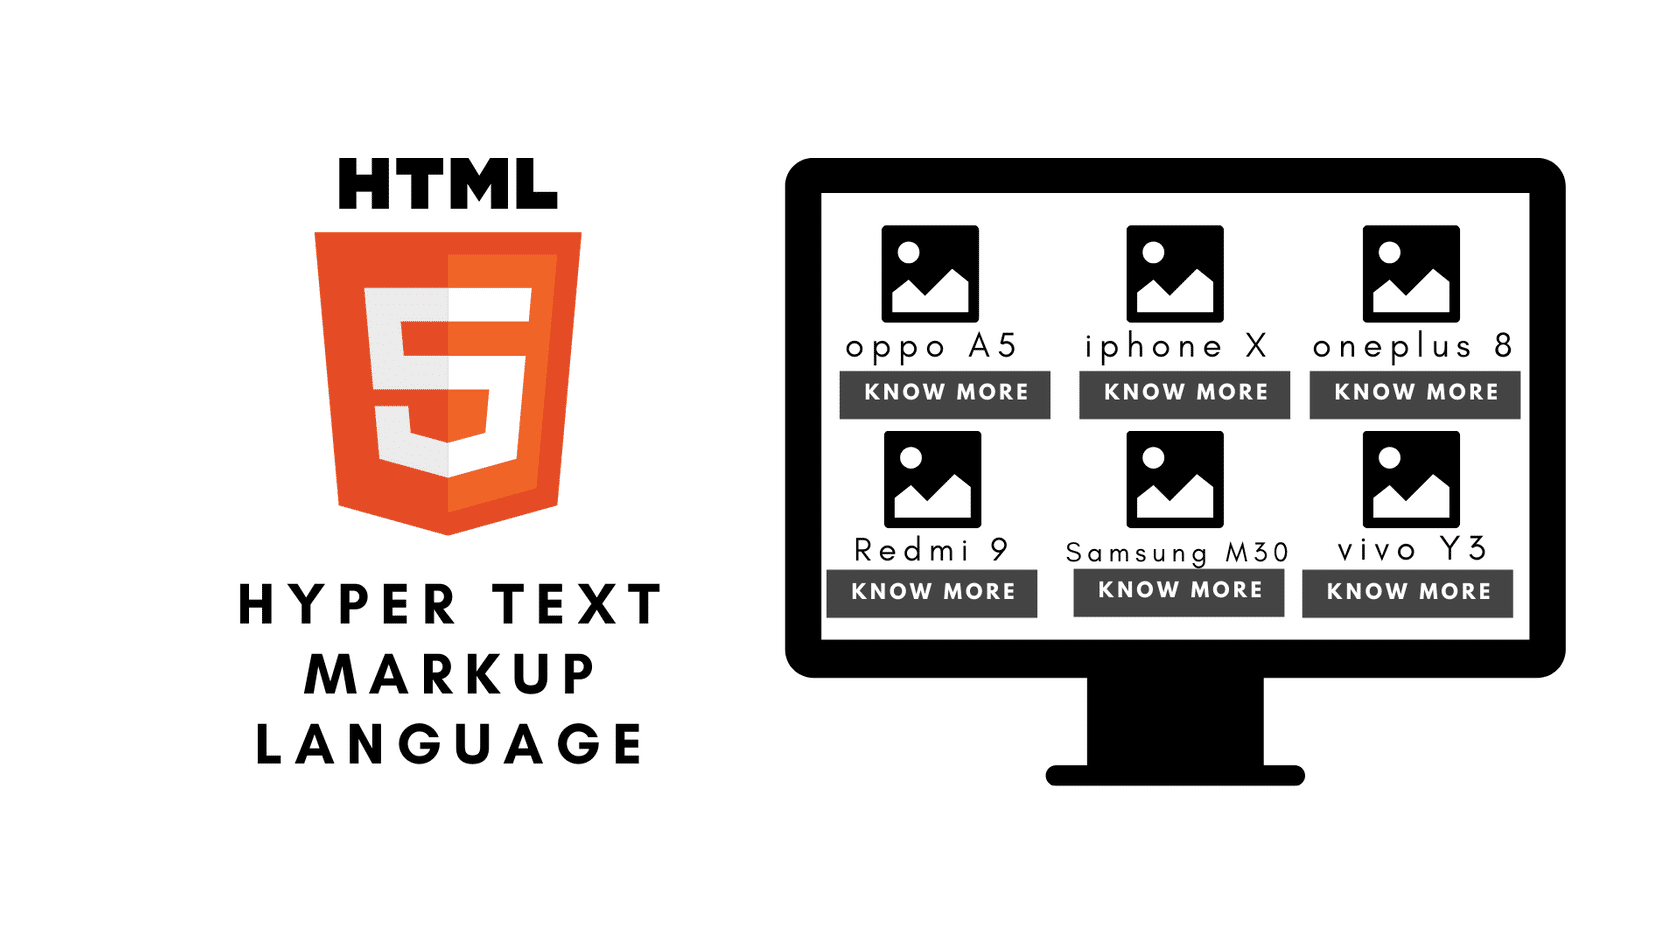 HTML
5
HYPER TEXT
MARKUP
LANGUAGE
oppo A5 iphone X oneplus 8
KNOW MORE KNOW MORE KNOW MORE
Redmi 9 Samsung M30 vivo Y3
KNOW MORE KNOW MORE KNOW MORE